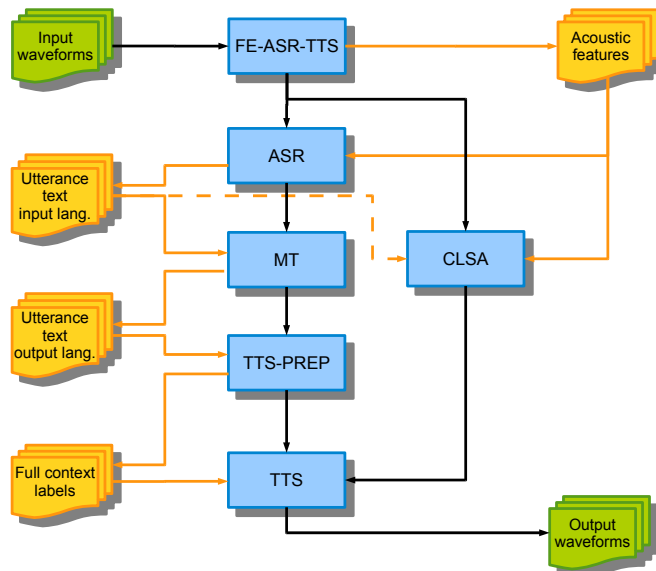 Input
waveforms
FE-ASR-TTS
Acoustic
features
ASR
Utterance
text
input lang.
MT
CLSA
Utterance
text
output lang.
TTS-PREP
Full context
labels
TTS
Output
waveforms